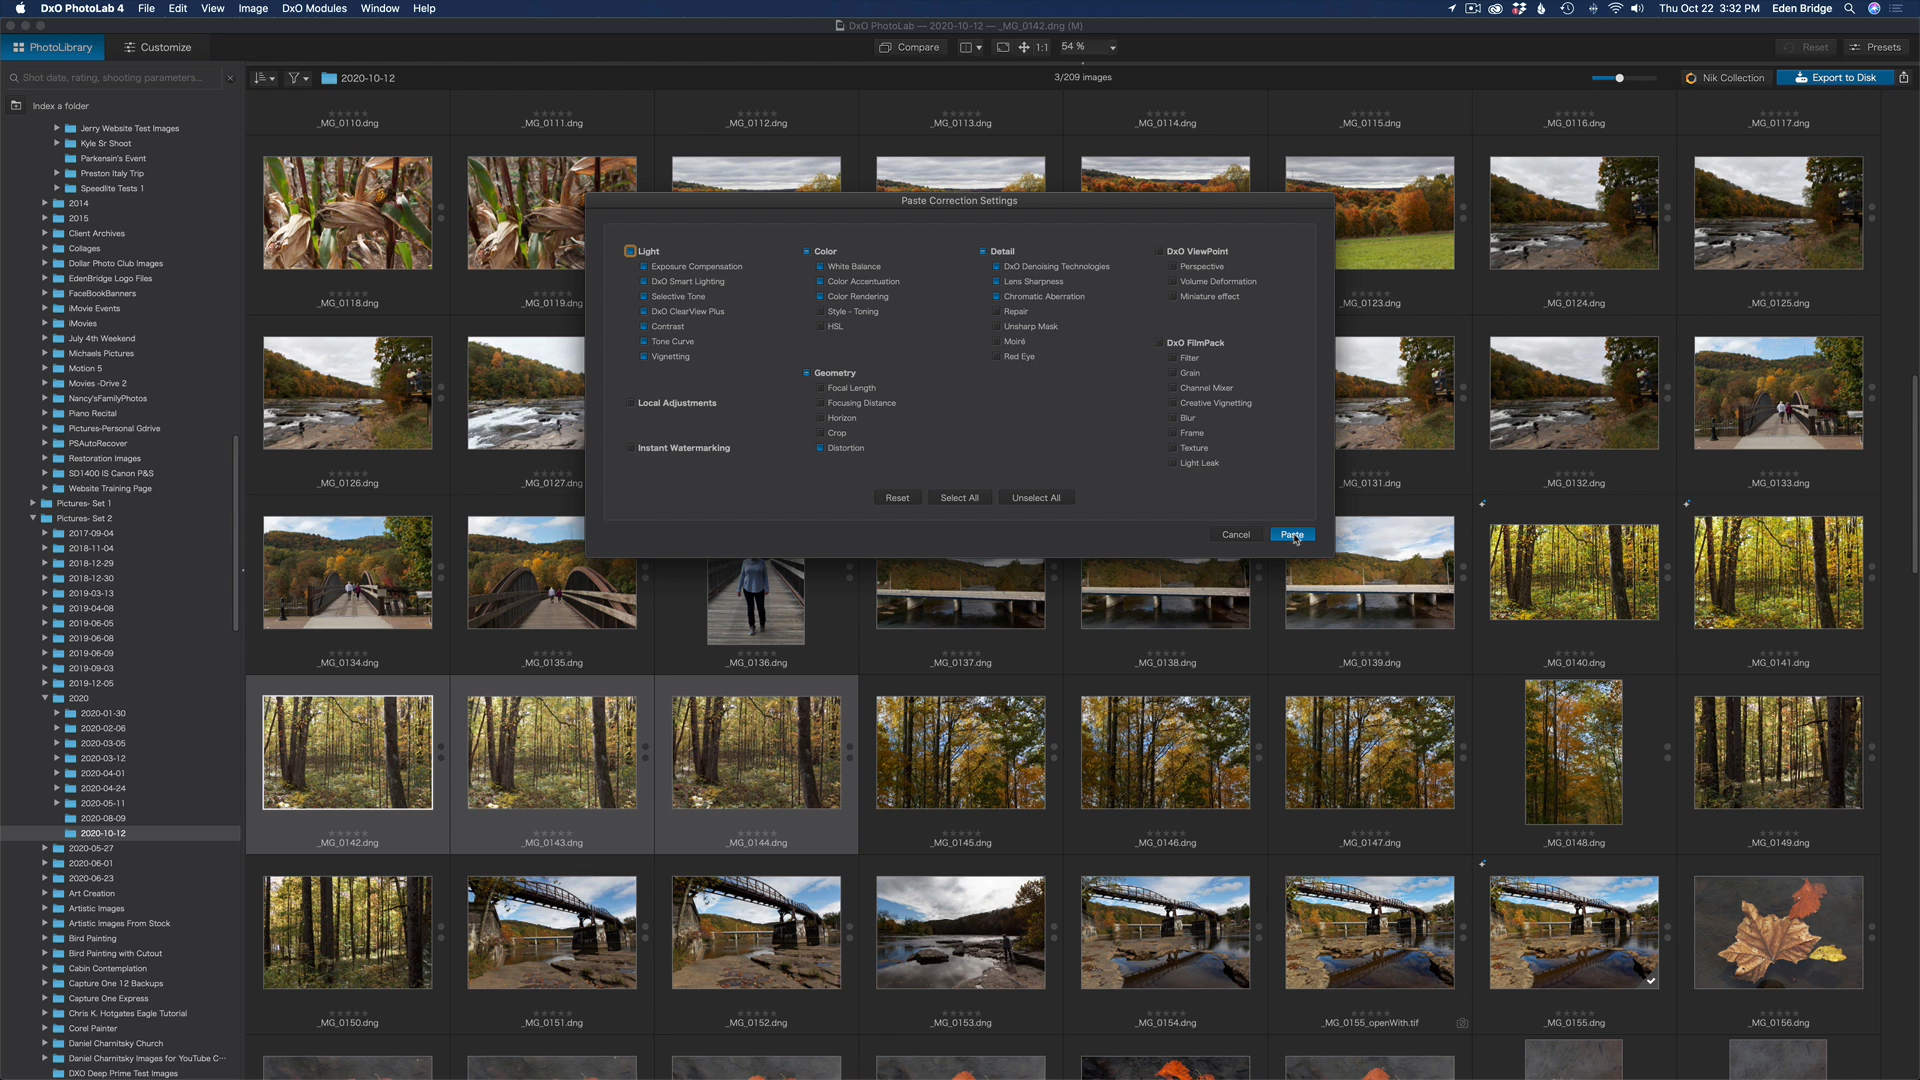 DxO PhotoLab 4 File Edit View Image DxO Modules Window Help Thu Oct 22 3:32 PM Eden Bridge
DxO PhotoLab — 2020-10-12 — _MG_0142.dng (M)
PhotoLibrary Customize Compare 1:1 54 % Reset Presets
Shot date, rating, shooting parameters... 2020-10-12 3/209 images Nik Collection Export to Disk
Index a folder
Jerry Website Test Images
Kyle Sr Shoot
Parkensin's Event
Preston Italy Trip
Speedlite Tests 1
2014
2015
Client Archives
Collages
Dollar Photo Club Images
EdenBridge Logo Files
FaceBookBanners
iMovie Events
iMovies
July 4th Weekend
Michaels Pictures
Motion 5
Movies -Drive 2
Nancy'sFamilyPhotos
Piano Recital
Pictures-Personal Gdrive
PSAutoRecover
Restoration Images
SD1400 IS Canon P&S
Website Training Page
Pictures- Set 1
Pictures- Set 2
2017-09-04
2018-11-04
2018-12-29
2018-12-30
2019-03-13
2019-04-08
2019-06-05
2019-06-08
2019-06-09
2019-09-03
2019-12-05
2020
2020-01-30
2020-02-06
2020-03-05
2020-03-12
2020-04-01
2020-04-24
2020-05-11
2020-08-09
2020-10-12
2020-05-27
2020-06-01
2020-06-23
Art Creation
Artistic Images
Artistic Images From Stock
Bird Painting
Bird Painting with Cutout
Cabin Contemplation
Capture One 12 Backups
Capture One Express
Chris K. Hotgates Eagle Tutorial
Corel Painter
Daniel Charnitsky Church
Daniel Charnitsky Images for YouTube C···
DXO Deep Prime Test Images
_MG_0110.dng _MG_0111.dng _MG_0112.dng _MG_0113.dng _MG_0114.dng _MG_0115.dng _MG_0116.dng _MG_0117.dng
_MG_0118.dng _MG_0119.dng _MG_0124.dng _MG_0125.dng
_MG_0126.dng _MG_0127.dng _MG_0131.dng _MG_0132.dng _MG_0133.dng
_MG_0134.dng _MG_0135.dng _MG_0136.dng _MG_0137.dng _MG_0138.dng _MG_0139.dng _MG_0140.dng _MG_0141.dng
_MG_0142.dng _MG_0143.dng _MG_0144.dng _MG_0145.dng _MG_0146.dng _MG_0147.dng _MG_0148.dng _MG_0149.dng
_MG_0150.dng _MG_0151.dng _MG_0152.dng _MG_0153.dng _MG_0154.dng _MG_0155_openWith.tif _MG_0155.dng _MG_0156.dng
Paste Correction Settings
Light
Exposure Compensation
DxO Smart Lighting
Selective Tone
DxO ClearView Plus
Contrast
Tone Curve
Vignetting
Local Adjustments
Instant Watermarking
Color
White Balance
Color Accentuation
Color Rendering
Style - Toning
HSL
Geometry
Focal Length
Focusing Distance
Horizon
Crop
Distortion
Detail
DxO Denoising Technologies
Lens Sharpness
Chromatic Aberration
Repair
Unsharp Mask
Moiré
Red Eye
DxO ViewPoint
Perspective
Volume Deformation
Miniature effect
DxO FilmPack
Filter
Grain
Channel Mixer
Creative Vignetting
Blur
Frame
Texture
Light Leak
Reset Select All Unselect All
Cancel Paste